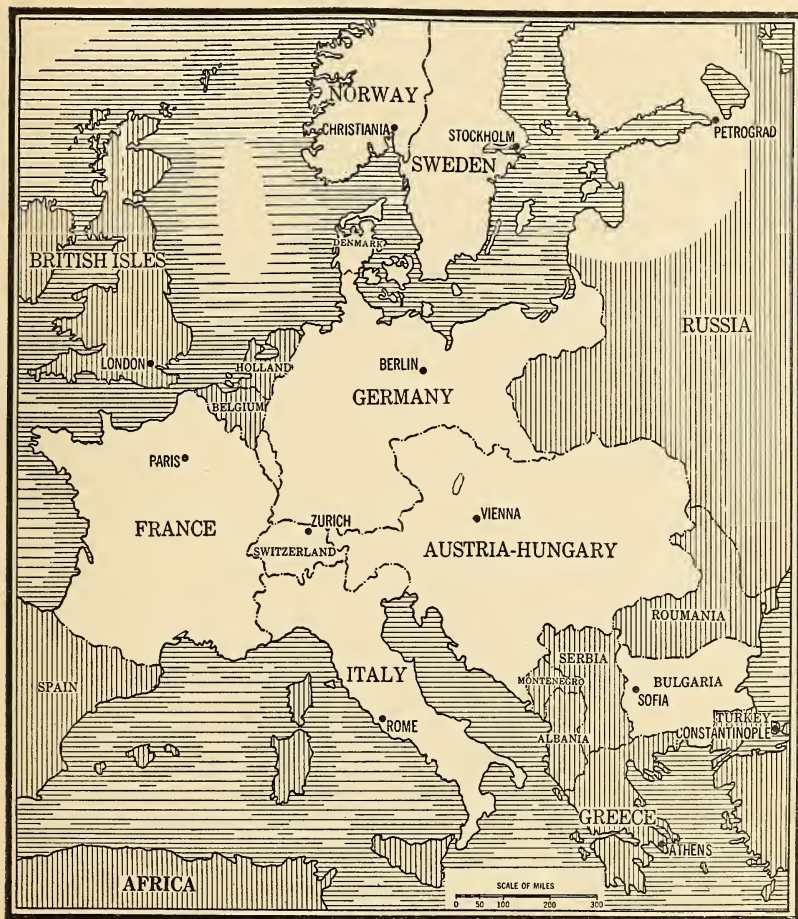 NORWAY
CHRISTIANIA
STOCKHOLM
SWEDEN
PETROGRAD
DENMARK
BRITISH ISLES
RUSSIA
LONDON
HOLLAND
BERLIN
GERMANY
BELGIUM
PARIS
FRANCE
ZURICH
SWITZERLAND
VIENNA
AUSTRIA-HUNGARY
ROUMANIA
SERBIA
SPAIN
ITALY
MONTENEGRO
BULGARIA
SOFIA
TURKEY
CONSTANTINOPLE
ROME
ALBANIA
GREECE
ATHENS
AFRICA
SCALE OF MILES
0 50 100 200 300